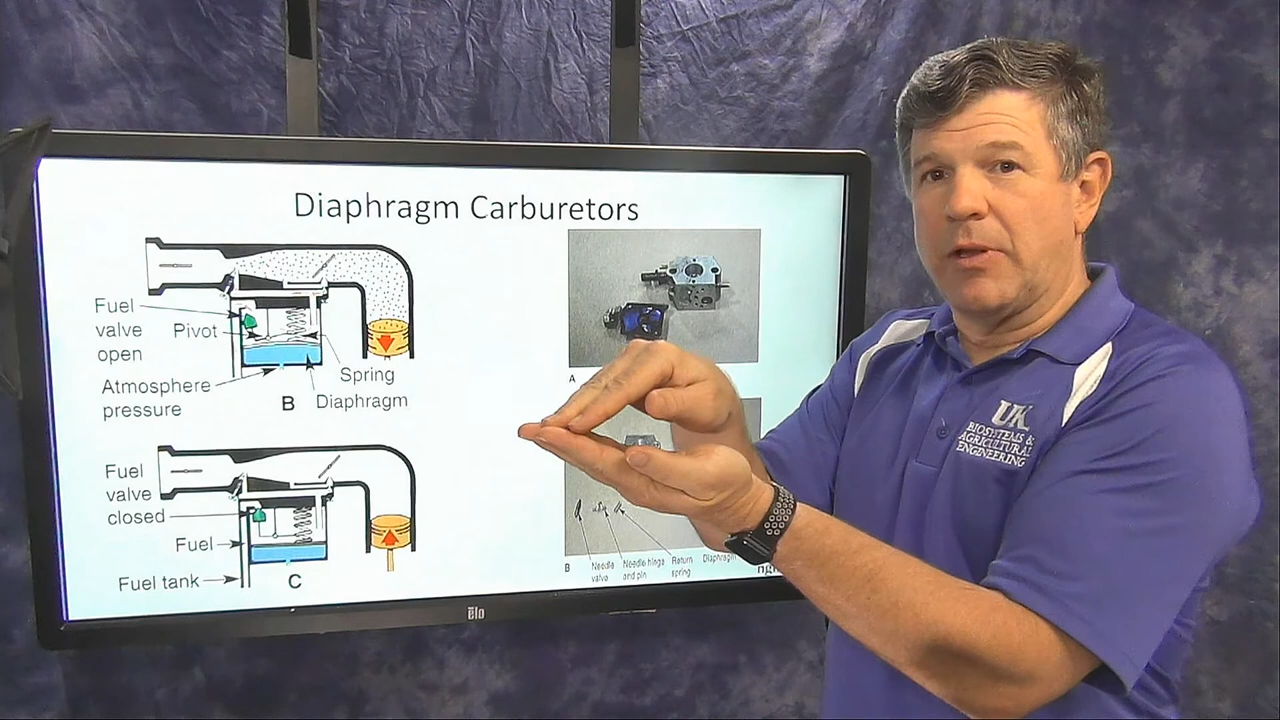 Diaphragm Carburetors
Fuel
valve
open
Pivot
Atmosphere
pressure
Spring
Diaphragm
B
Fuel
valve
closed
Fuel
Fuel tank
C
A
B
Needle
valve
Needle hinge
and pin
Return
spring
Diaphragm
elo
UK
BIOSYSTEMS &
AGRICULTURAL
ENGINEERING